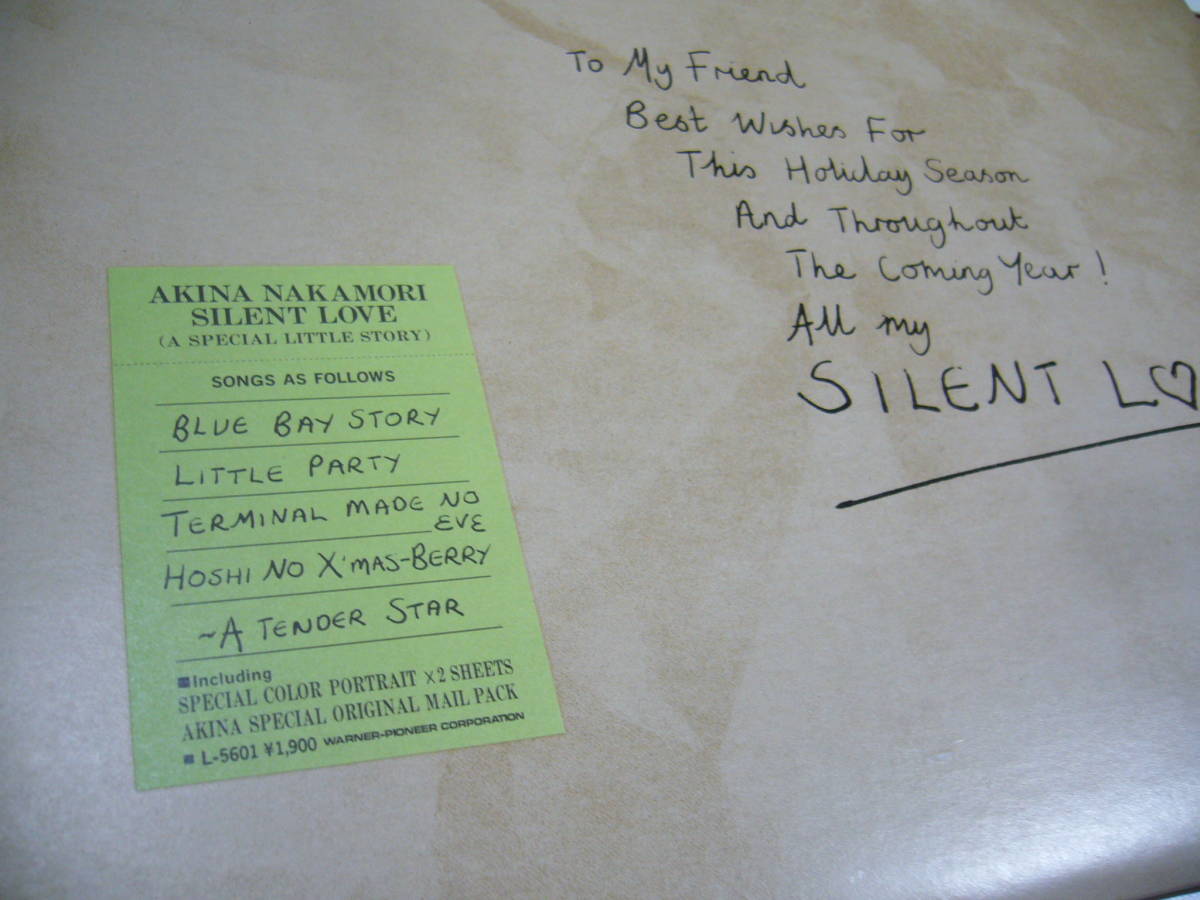 To My Friend
Best Wishes For
This Holiday Season
And Throughout
The Coming Year!
All my
SILENT L♡
AKINA NAKAMORI
SILENT LOVE
(A SPECIAL LITTLE STORY)
SONGS AS FOLLOWS
BLUE BAY STORY
LITTLE PARTY
TERMINAL MADE NO
EVE
HOSHI NO X'MAS-BERRY
~A TENDER STAR
■Including
SPECIAL COLOR PORTRAIT ×2 SHEETS
AKINA SPECIAL ORIGINAL MAIL PACK
■ L-5601 ¥1,900 WARNER-PIONEER CORPORATION